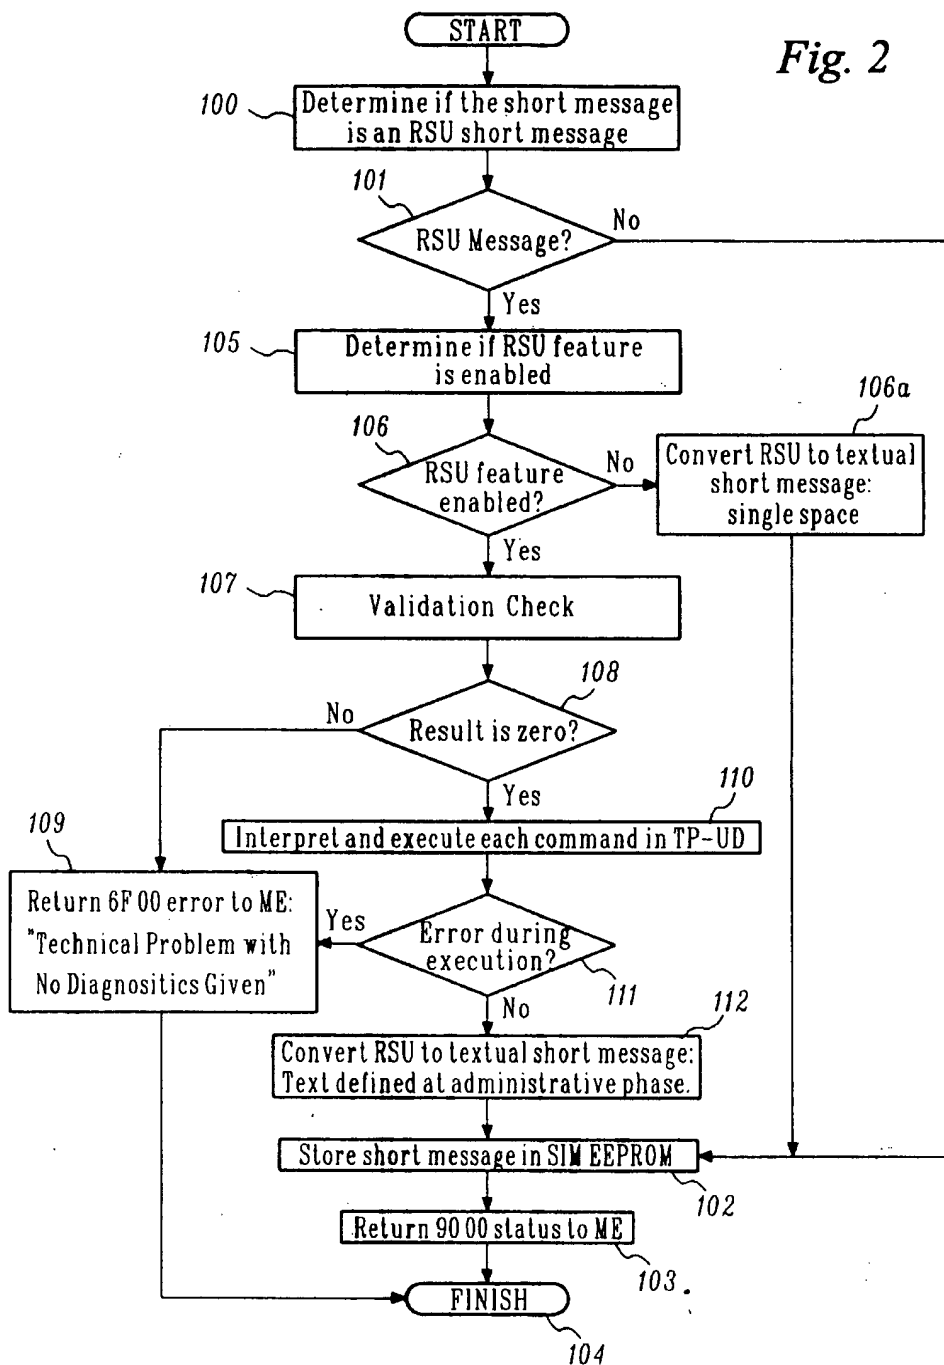 START
Fig. 2
100
Determine if the short message
is an RSU short message
101
No
RSU Message?
Yes
105
Determine if RSU feature
is enabled
106a
106
Convert RSU to textual
short message:
single space
No
RSU feature
enabled?
Yes
107
Validation Check
108
No
Result is zero?
Yes
110
Interpret and execute each command in TP-UD
109
Return 6F 00 error to ME:
"Technical Problem with
No Diagnositics Given"
Yes
Error during
execution?
111
No
112
Convert RSU to textual short message:
Text defined at administrative phase.
Store short message in SIM EEPROM
102
Return 90 00 status to ME
103
FINISH
104